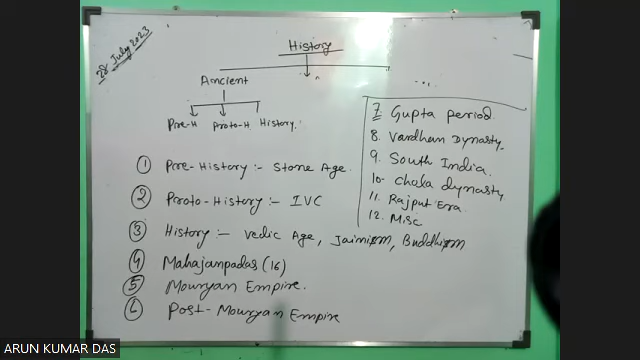 28 July 2023
History
Ancient
...
Pre-H Proto-H History.
① Pre-History :- Stone Age.
② Proto-History :- IVC
③ History :- Vedic Age, Jainism, Buddhism
④ Mahajanpadas (16)
⑤ Mouryan Empire.
⑥ Post-Mouryan Empire
7. Gupta period.
8. Vardhan Dynasty.
9. South India.
10- Chola dynasty.
11. Rajput Era
12. Misc
ARUN KUMAR DAS